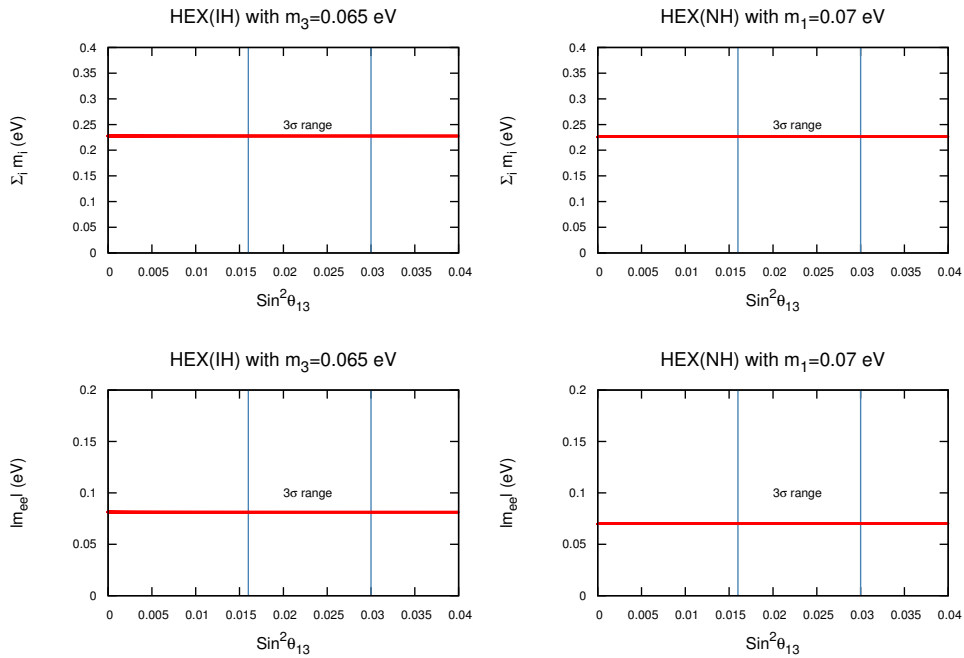 HEX(IH) with m3=0.065 eV
Σi mi (eV)
0.4
0.35
0.3
0.25
0.2
0.15
0.1
0.05
0
3σ range
0 0.005 0.01 0.015 0.02 0.025 0.03 0.035 0.04
Sin²θ13
HEX(NH) with m1=0.07 eV
Σi mi (eV)
0.4
0.35
0.3
0.25
0.2
0.15
0.1
0.05
0
3σ range
0 0.005 0.01 0.015 0.02 0.025 0.03 0.035 0.04
Sin²θ13
HEX(IH) with m3=0.065 eV
|mee| (eV)
0.2
0.15
0.1
0.05
0
3σ range
0 0.005 0.01 0.015 0.02 0.025 0.03 0.035 0.04
Sin²θ13
HEX(NH) with m1=0.07 eV
|mee| (eV)
0.2
0.15
0.1
0.05
0
3σ range
0 0.005 0.01 0.015 0.02 0.025 0.03 0.035 0.04
Sin²θ13